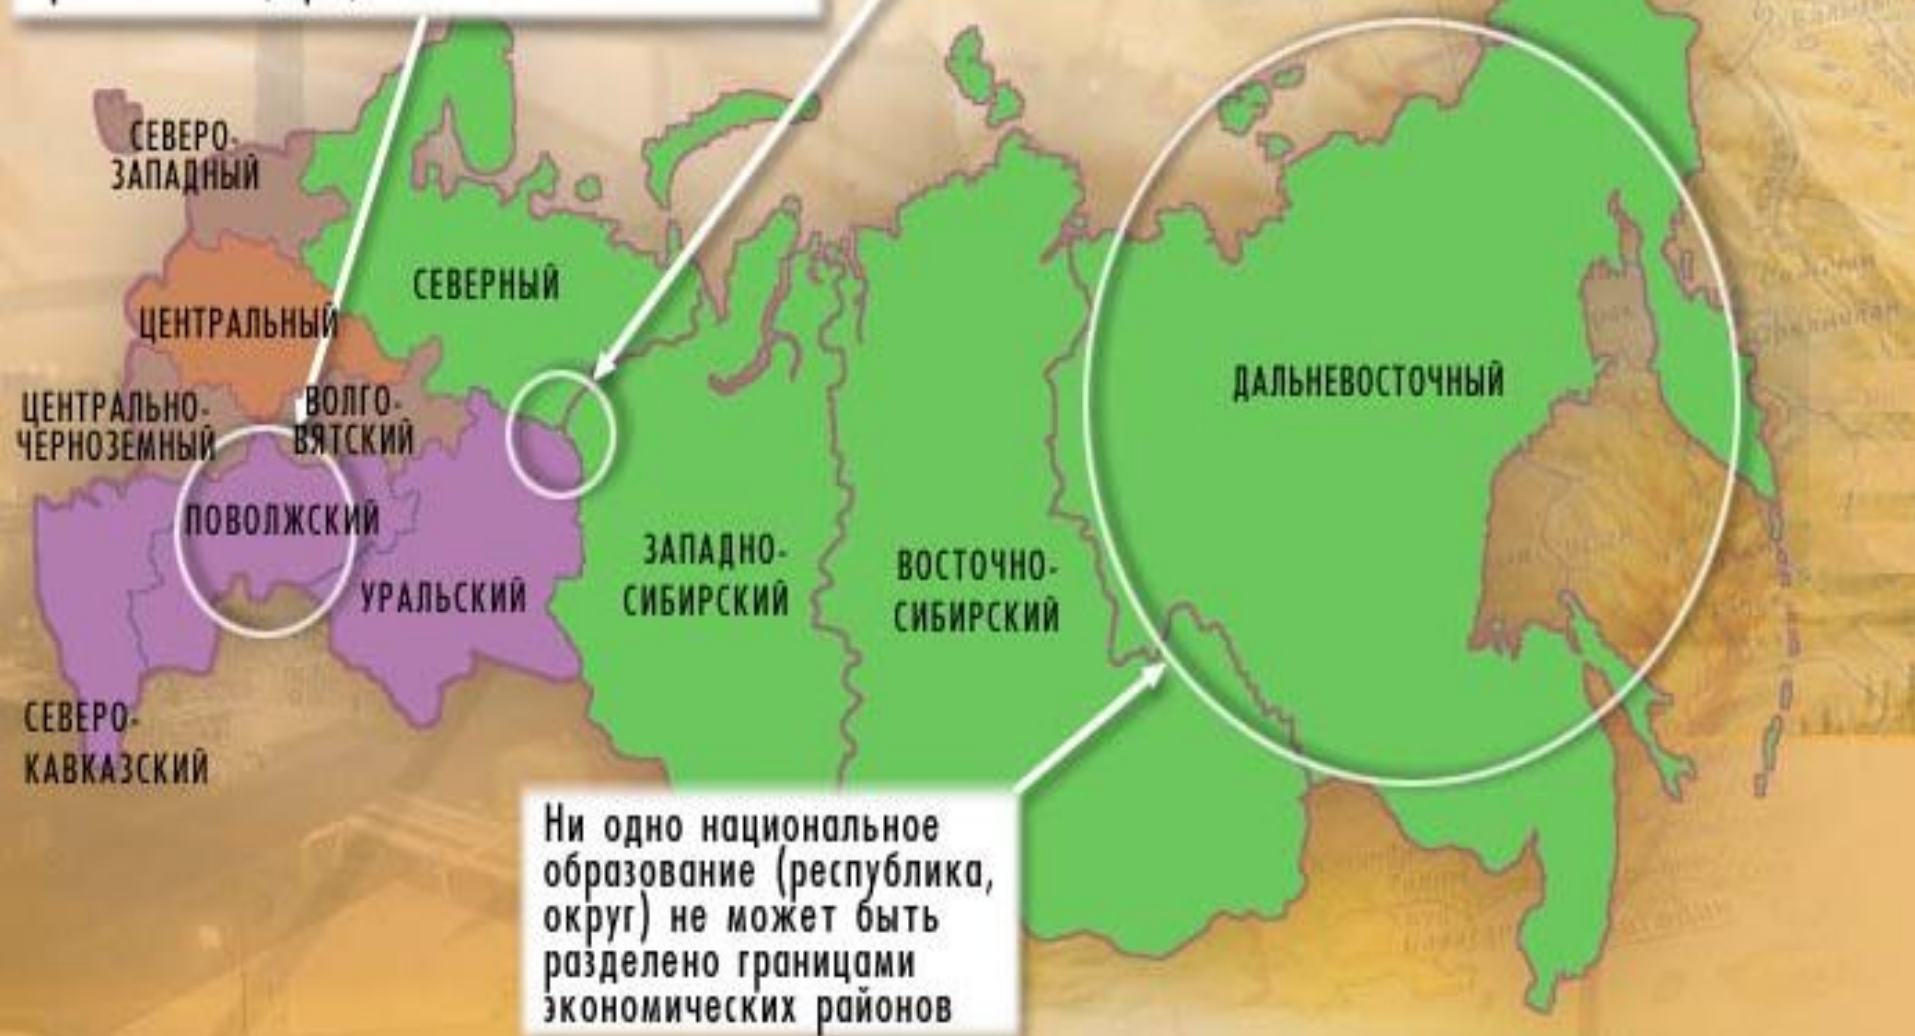 СЕВЕРО-
ЗАПАДНЫЙ
СЕВЕРНЫЙ
ЦЕНТРАЛЬНЫЙ
ЦЕНТРАЛЬНО-
ЧЕРНОЗЕМНЫЙ
ВОЛГО-
ВЯТСКИЙ
ПОВОЛЖСКИЙ
УРАЛЬСКИЙ
СЕВЕРО-
КАВКАЗСКИЙ
ЗАПАДНО-
СИБИРСКИЙ
ВОСТОЧНО-
СИБИРСКИЙ
ДАЛЬНЕВОСТОЧНЫЙ
Ни одно национальное
образование (республика,
округ) не может быть
разделено границами
экономических районов